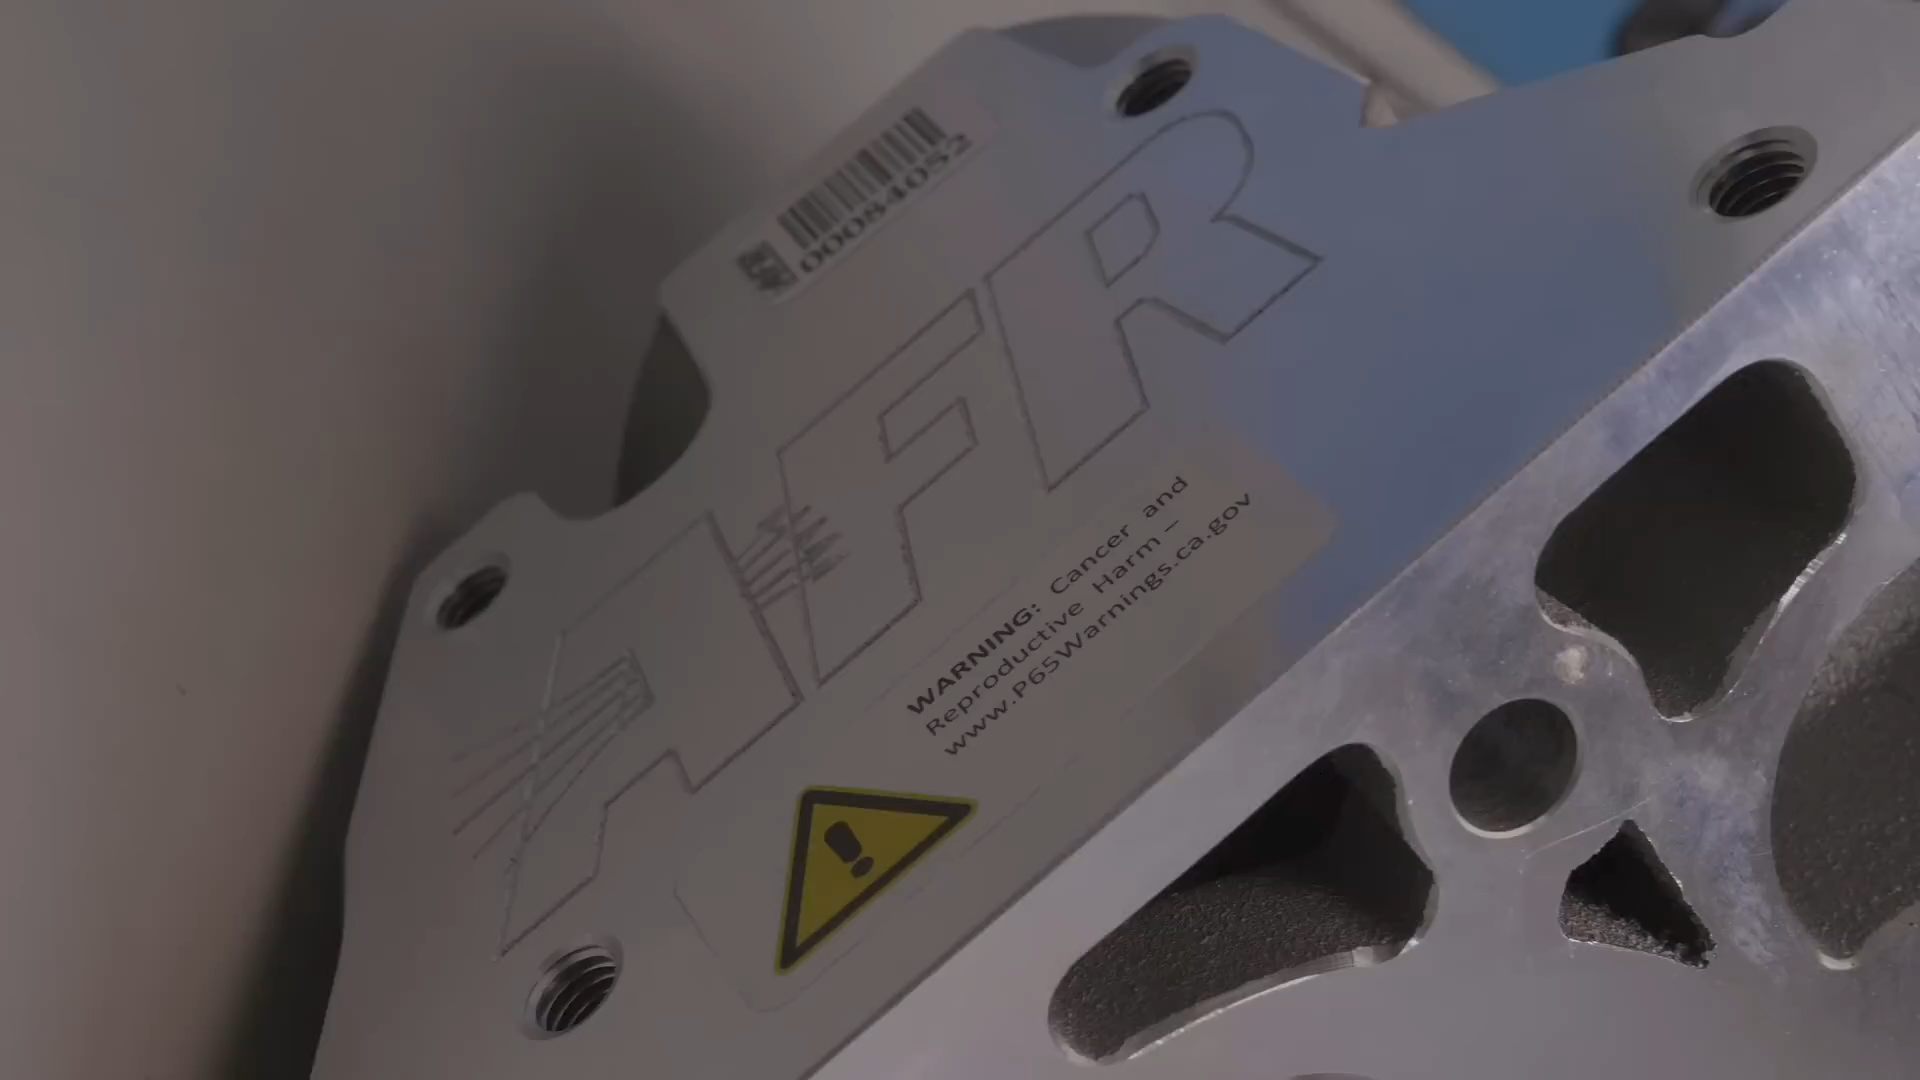 00084052
AFR
WARNING: Cancer and
Reproductive Harm –
www.P65Warnings.ca.gov